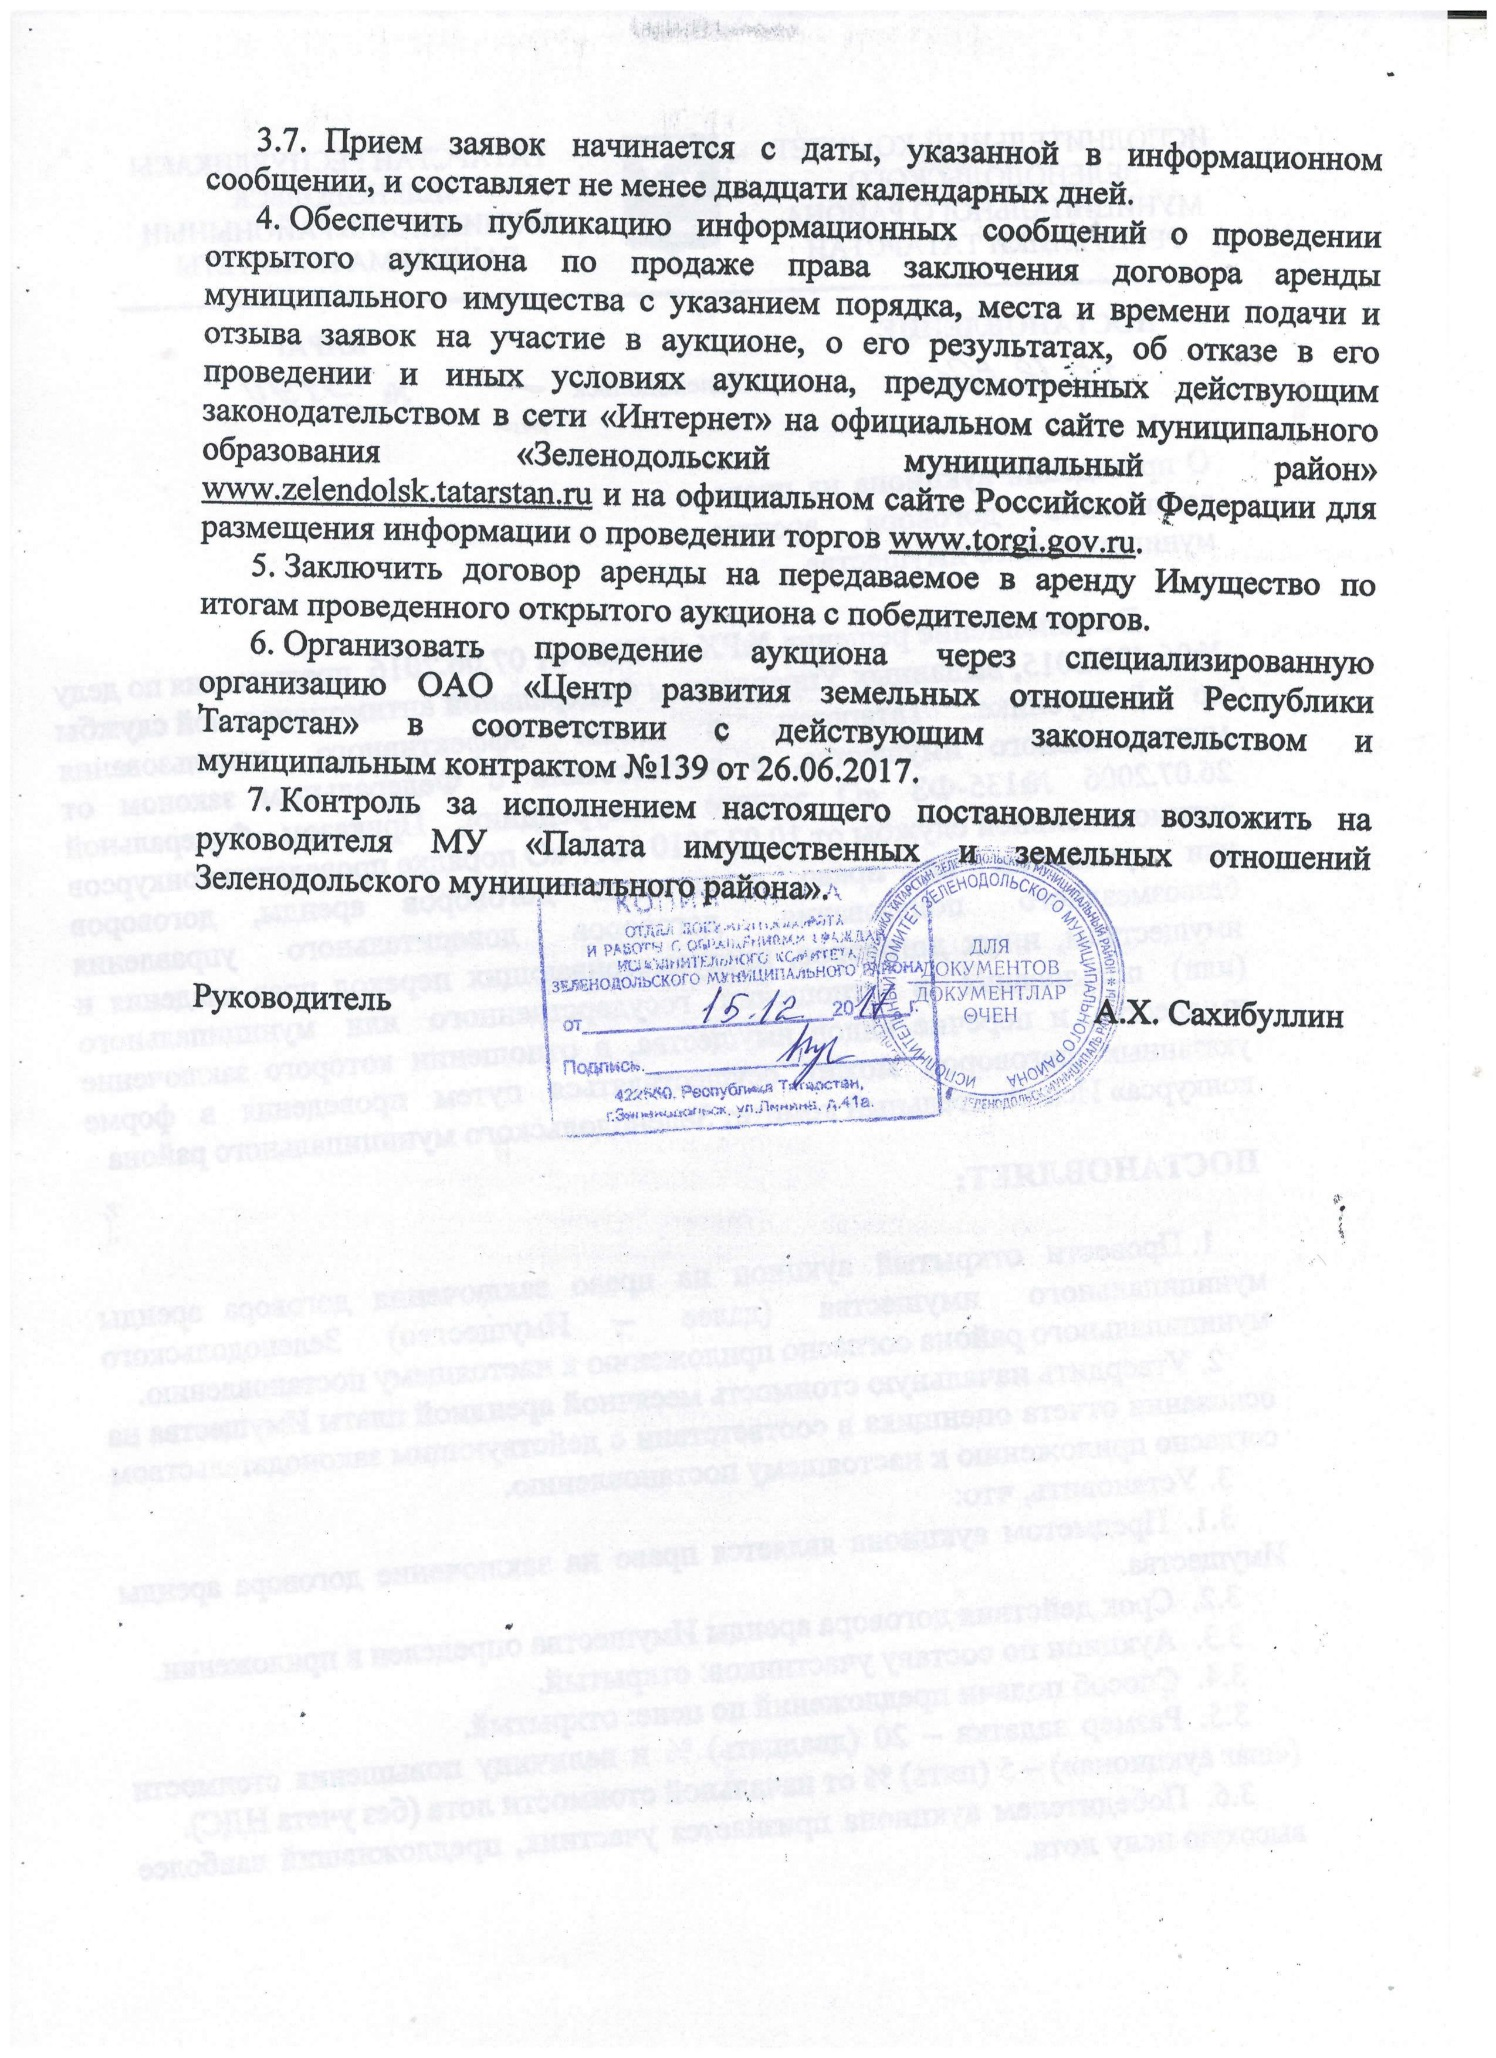 3.7. Прием заявок начинается с даты, указанной в информационном
сообщении, и составляет не менее двадцати календарных дней.
4. Обеспечить публикацию информационных сообщений о проведении
открытого аукциона по продаже права заключения договора аренды
муниципального имущества с указанием порядка, места и времени подачи и
отзыва заявок на участие в аукционе, о его результатах, об отказе в его
проведении и иных условиях аукциона, предусмотренных действующим
законодательством в сети «Интернет» на официальном сайте муниципального
образования «Зеленодольский муниципальный район»
www.zelendolsk.tatarstan.ru и на официальном сайте Российской Федерации для
размещения информации о проведении торгов www.torgi.gov.ru.
5. Заключить договор аренды на передаваемое в аренду Имущество по
итогам проведенного открытого аукциона с победителем торгов.
6. Организовать проведение аукциона через специализированную
организацию ОАО «Центр развития земельных отношений Республики
Татарстан» в соответствии с действующим законодательством и
муниципальным контрактом №139 от 26.06.2017.
7. Контроль за исполнением настоящего постановления возложить на
руководителя МУ «Палата имущественных и земельных отношений
Зеленодольского муниципального района».
КОПИЯ ВЕРНА
ОТДЕЛ ДОКУМЕНТООБОРОТА
И РАБОТЫ С ОБРАЩЕНИЯМИ ГРАЖДАН
ИСПОЛНИТЕЛЬНОГО КОМИТЕТА
ЗЕЛЕНОДОЛЬСКОГО МУНИЦИПАЛЬНОГО РАЙОНА
от 15.12 2017 г.
Подпись
422550, Республика Татарстан,
г.Зеленодольск, ул.Ленина, д.41а.
ДЛЯ
ДОКУМЕНТОВ
ДОКУМЕНТЛАР
ӨЧЕН
ИСПОЛНИТЕЛЬНЫЙ КОМИТЕТ ЗЕЛЕНОДОЛЬСКОГО МУНИЦИПАЛЬНОГО РАЙОНА
Руководитель А.Х. Сахибуллин